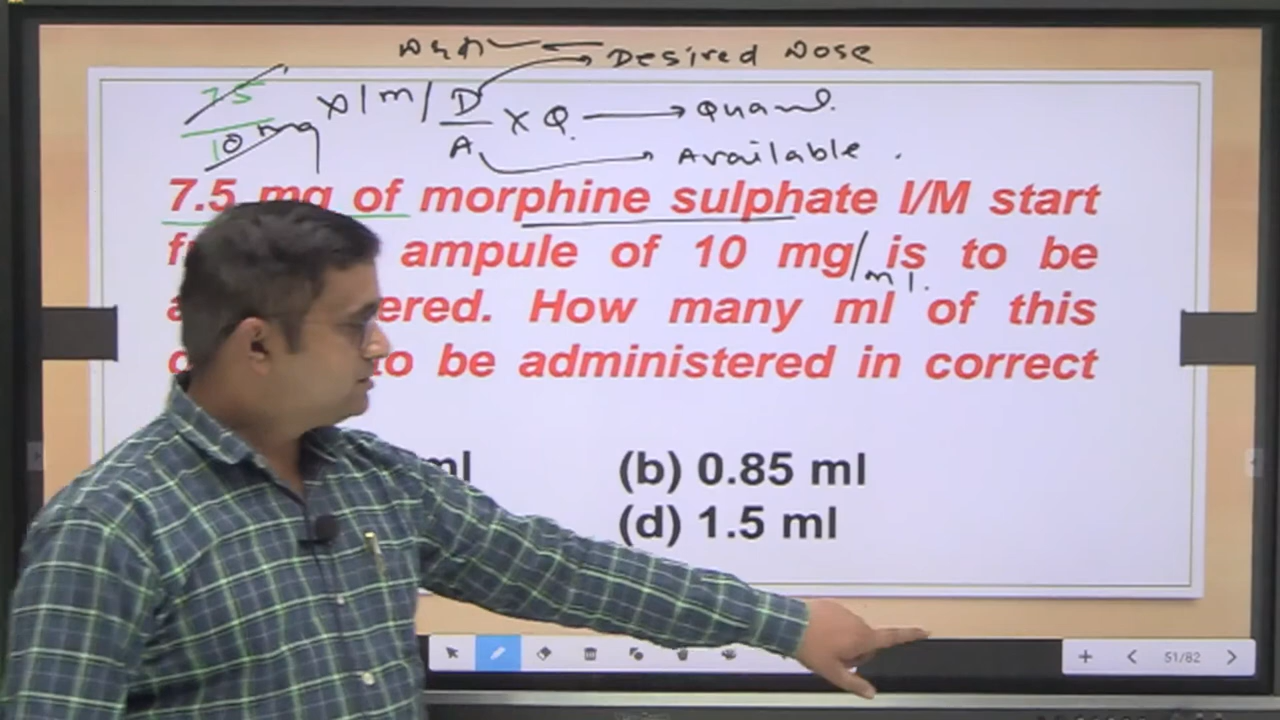 Desired Dose
7.5 x 1 ml D x Q Quant.
10 mg A Available.
7.5 mg of morphine sulphate I/M start
ampule of 10 mg/ml. is to be
ered. How many ml of this
to be administered in correct
ml (b) 0.85 ml
(d) 1.5 ml
51/82